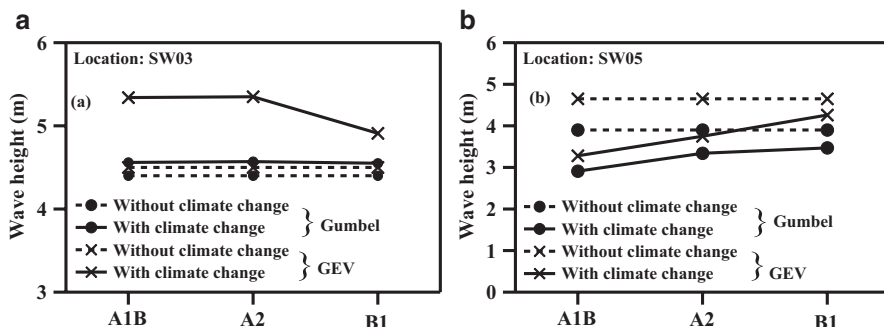 a
6
5
4
3
Wave height (m)
Location: SW03
(a)
Without climate change
With climate change
Gumbel
Without climate change
With climate change
GEV
A1B
A2
B1
b
6
5
4
3
2
1
0
Wave height (m)
Location: SW05
(b)
Without climate change
With climate change
Gumbel
Without climate change
With climate change
GEV
A1B
A2
B1